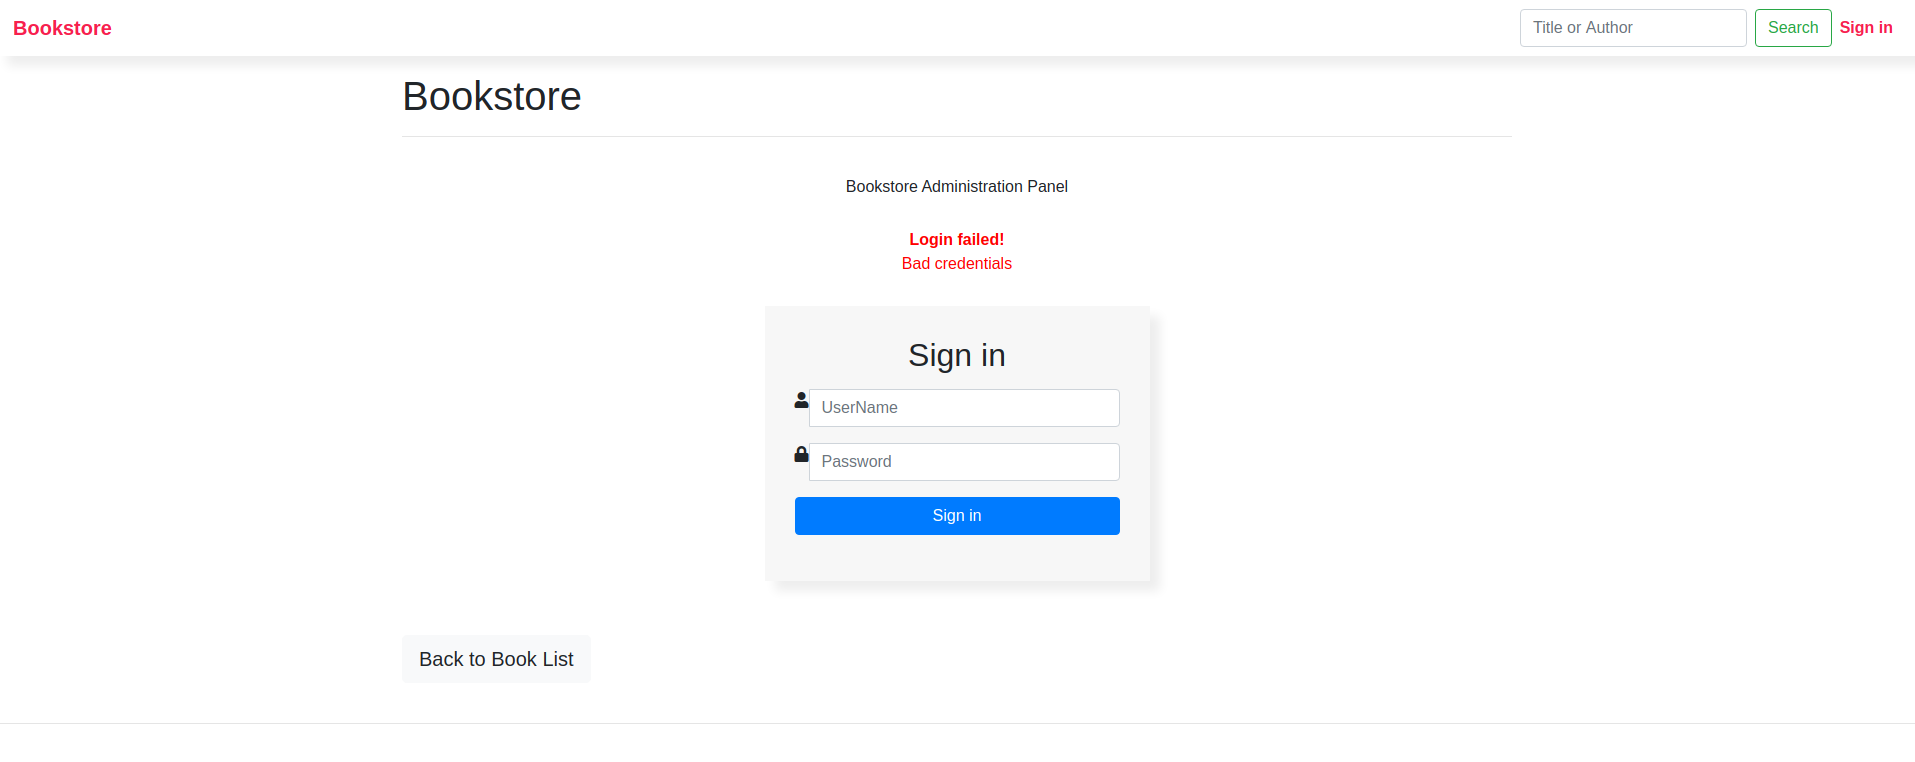 Bookstore
Title or Author
Search
Sign in
Bookstore
Bookstore Administration Panel
Login failed!
Bad credentials
Sign in
UserName
Password
Sign in
Back to Book List